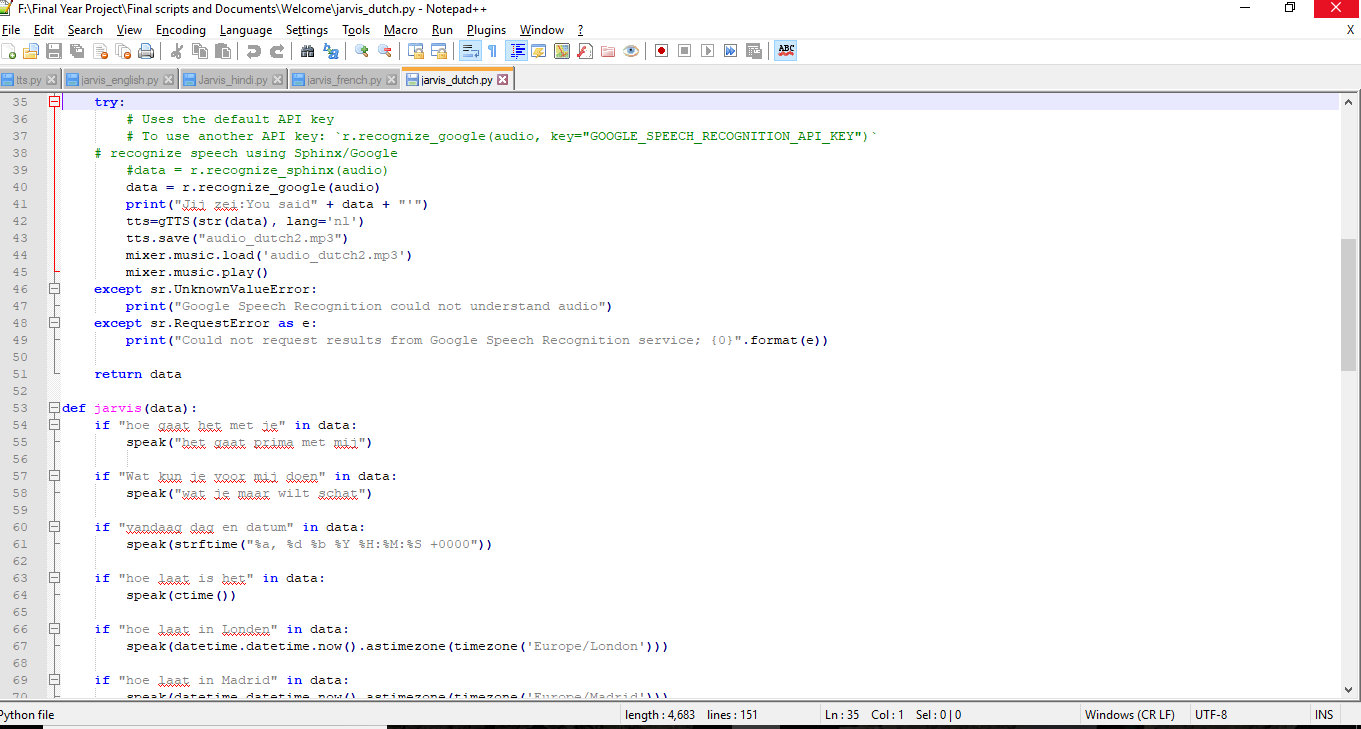 F:\Final Year Project\Final scripts and Documents\Welcome\jarvis_dutch.py - Notepad++
File Edit Search View Encoding Language Settings Tools Macro Run Plugins Window ? X
ABC
tts.py jarvis_english.py Jarvis_hindi.py jarvis_french.py jarvis_dutch.py
35 try:
36 # Uses the default API key
37 # To use another API key: `r.recognize_google(audio, key="GOOGLE_SPEECH_RECOGNITION_API_KEY")`
38 # recognize speech using Sphinx/Google
39 #data = r.recognize_sphinx(audio)
40 data = r.recognize_google(audio)
41 print("Jij zei:You said" + data + "'")
42 tts=gTTS(str(data), lang='nl')
43 tts.save("audio_dutch2.mp3")
44 mixer.music.load('audio_dutch2.mp3')
45 mixer.music.play()
46 except sr.UnknownValueError:
47 print("Google Speech Recognition could not understand audio")
48 except sr.RequestError as e:
49 print("Could not request results from Google Speech Recognition service; {0}".format(e))
50
51 return data
52
53 def jarvis(data):
54 if "hoe gaat het met je" in data:
55 speak("het gaat prima met mij")
56
57 if "Wat kun je voor mij doen" in data:
58 speak("wat je maar wilt schat")
59
60 if "vandaag dag en datum" in data:
61 speak(strftime("%a, %d %b %Y %H:%M:%S +0000"))
62
63 if "hoe laat is het" in data:
64 speak(ctime())
65
66 if "hoe laat in Londen" in data:
67 speak(datetime.datetime.now().astimezone(timezone('Europe/London')))
68
69 if "hoe laat in Madrid" in data:
70 speak(datetime.datetime.now().astimezone(timezone('Europe/Madrid')))
Python file length : 4,683 lines : 151 Ln : 35 Col : 1 Sel : 0 | 0 Windows (CR LF) UTF-8 INS